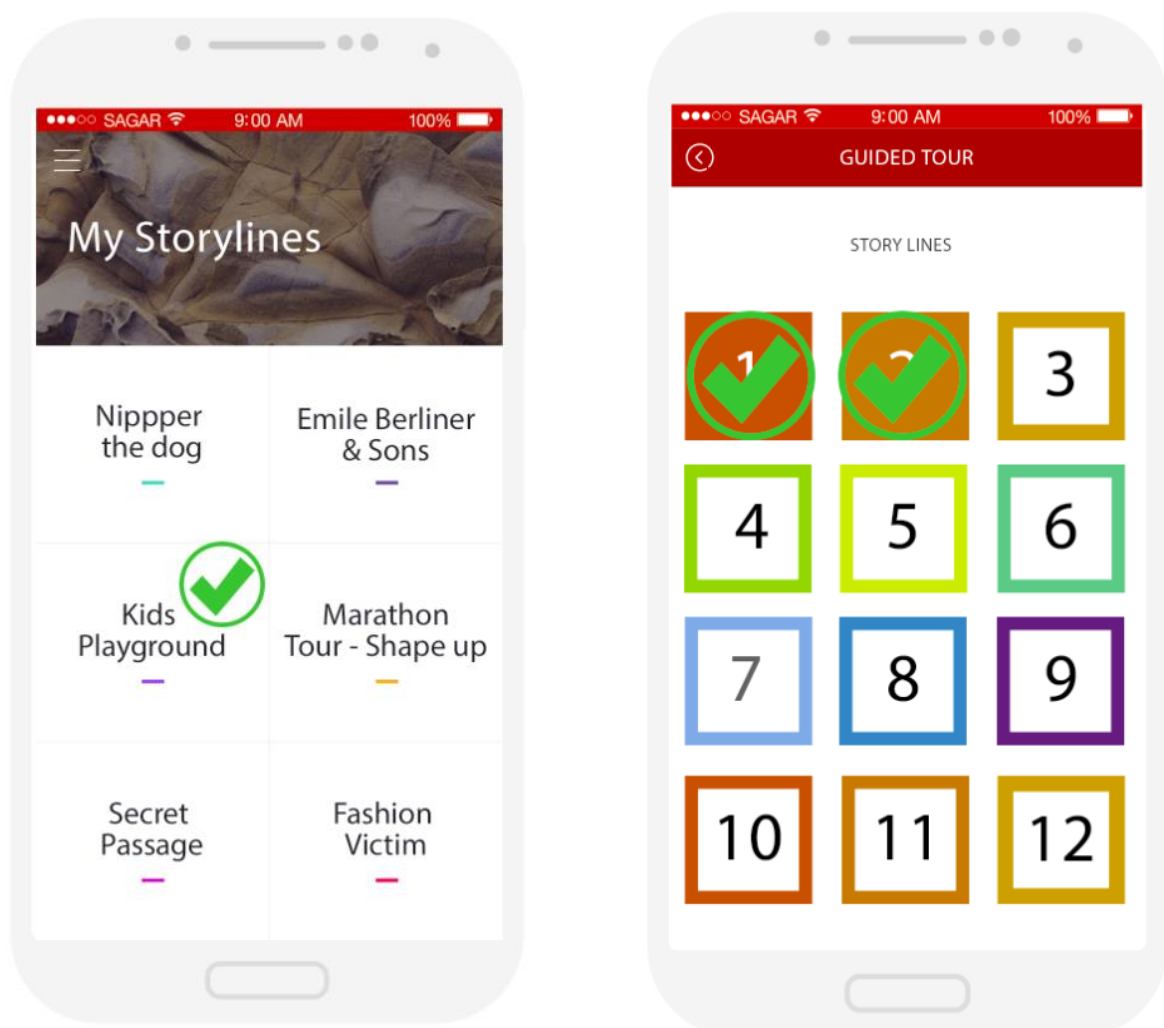 SAGAR 9:00 AM 100%
My Storylines
Nippper
the dog
Emile Berliner
& Sons
Kids
Playground
Marathon
Tour - Shape up
Secret
Passage
Fashion
Victim
SAGAR 9:00 AM 100%
GUIDED TOUR
STORY LINES
1 2 3
4 5 6
7 8 9
10 11 12